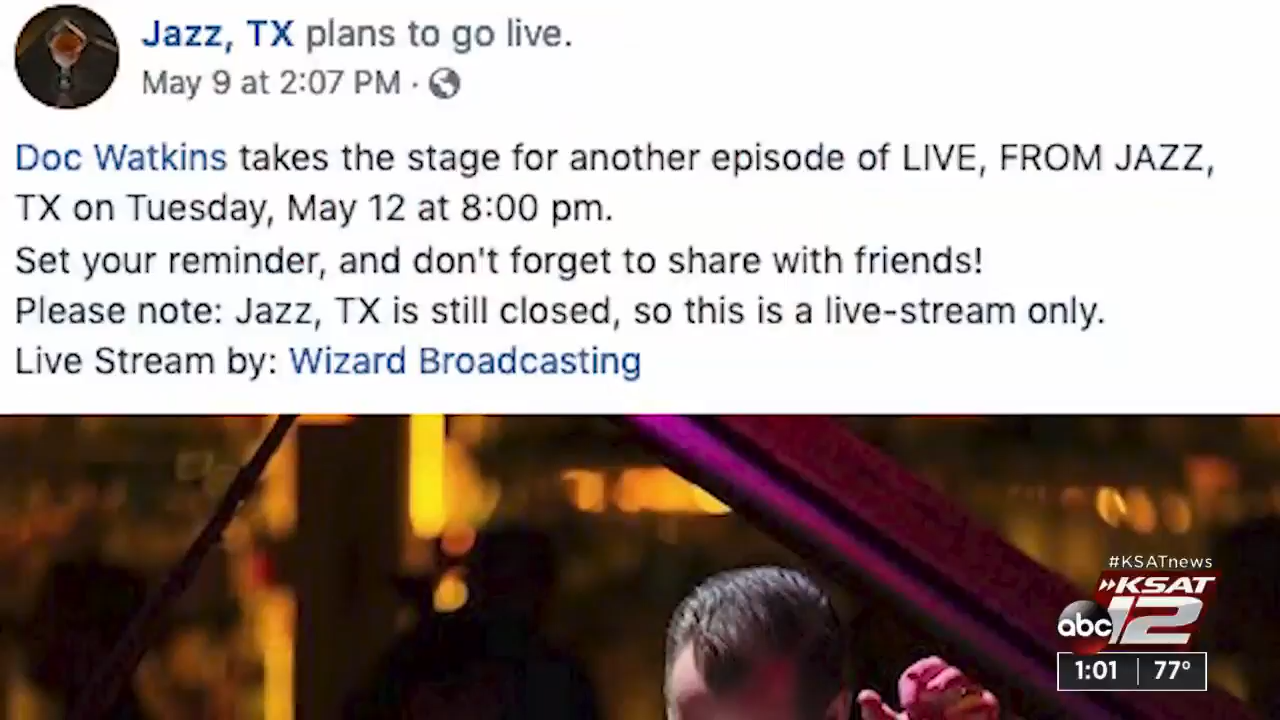 Jazz, TX plans to go live.
May 9 at 2:07 PM ·
Doc Watkins takes the stage for another episode of LIVE, FROM JAZZ,
TX on Tuesday, May 12 at 8:00 pm.
Set your reminder, and don't forget to share with friends!
Please note: Jazz, TX is still closed, so this is a live-stream only.
Live Stream by: Wizard Broadcasting
#KSATnews
»KSAT
abc 12
1:01 | 77°